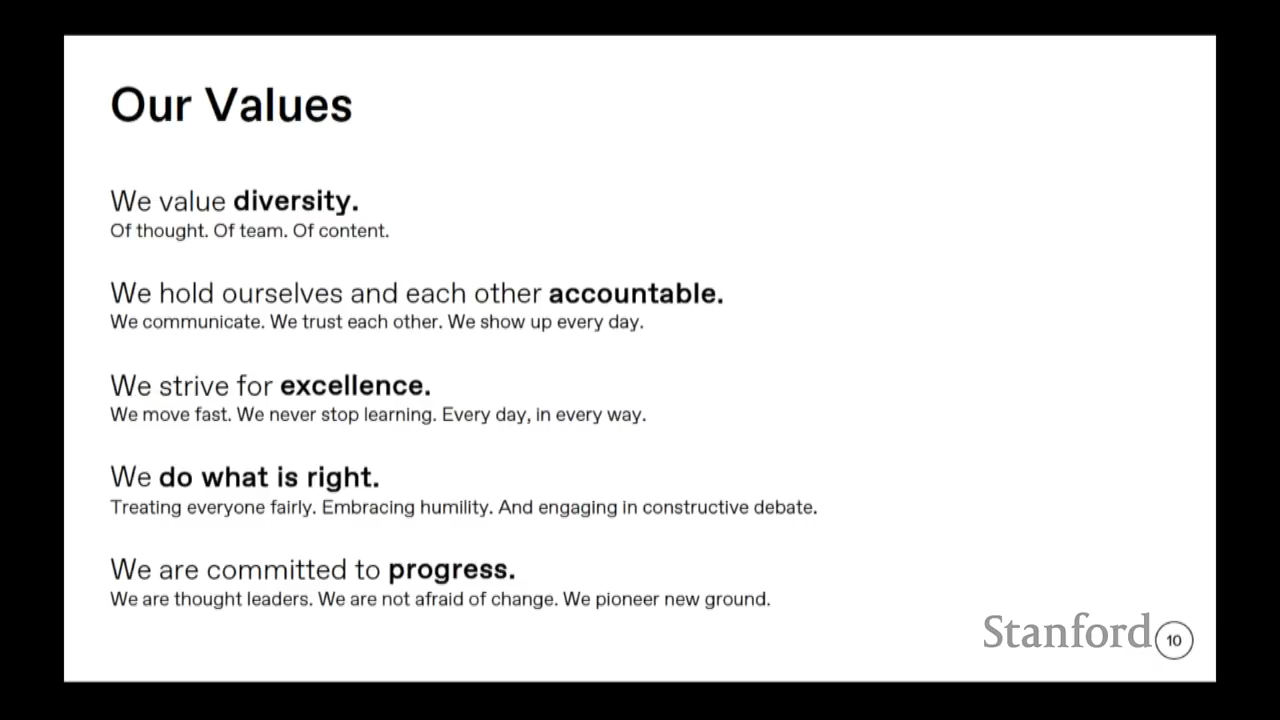 Our Values
We value diversity.
Of thought. Of team. Of content.
We hold ourselves and each other accountable.
We communicate. We trust each other. We show up every day.
We strive for excellence.
We move fast. We never stop learning. Every day, in every way.
We do what is right.
Treating everyone fairly. Embracing humility. And engaging in constructive debate.
We are committed to progress.
We are thought leaders. We are not afraid of change. We pioneer new ground.
Stanford
10